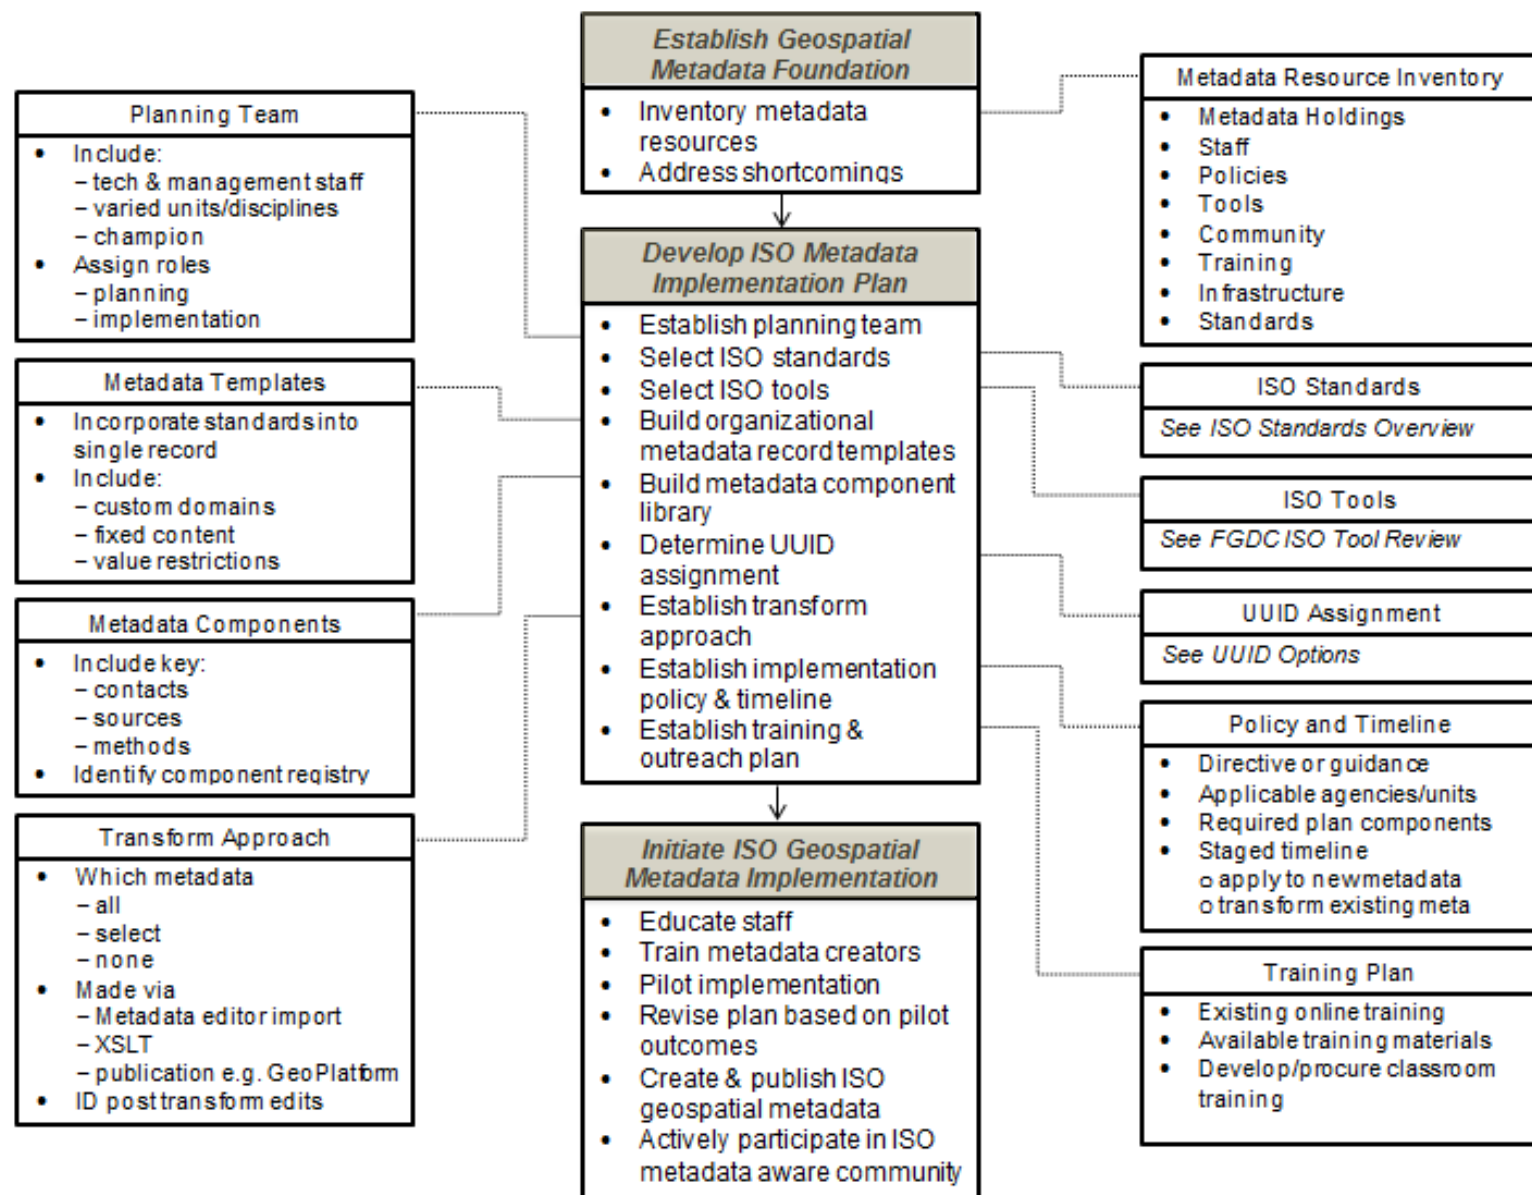 Establish Geospatial
Metadata Foundation
• Inventory metadata
resources
• Address shortcomings
Develop ISO Metadata
Implementation Plan
• Establish planning team
• Select ISO standards
• Select ISO tools
• Build organizational
metadata record templates
• Build metadata component
library
• Determine UUID
assignment
• Establish transform
approach
• Establish implementation
policy & timeline
• Establish training &
outreach plan
Initiate ISO Geospatial
Metadata Implementation
• Educate staff
• Train metadata creators
• Pilot implementation
• Revise plan based on pilot
outcomes
• Create & publish ISO
geospatial metadata
• Actively participate in ISO
metadata aware community
Planning Team
• Include:
– tech & management staff
– varied units/disciplines
– champion
• Assign roles
– planning
– implementation
Metadata Templates
• Incorporate standards into
single record
• Include:
– custom domains
– fixed content
– value restrictions
Metadata Components
• Include key:
– contacts
– sources
– methods
• Identify component registry
Transform Approach
• Which metadata
– all
– select
– none
• Made via
– Metadata editor import
– XSLT
– publication e.g. GeoPlatform
• ID post transform edits
Metadata Resource Inventory
• Metadata Holdings
• Staff
• Policies
• Tools
• Community
• Training
• Infrastructure
• Standards
ISO Standards
See ISO Standards Overview
ISO Tools
See FGDC ISO Tool Review
UUID Assignment
See UUID Options
Policy and Timeline
• Directive or guidance
• Applicable agencies/units
• Required plan components
• Staged timeline
o apply to new metadata
o transform existing meta
Training Plan
• Existing online training
• Available training materials
• Develop/procure classroom
training